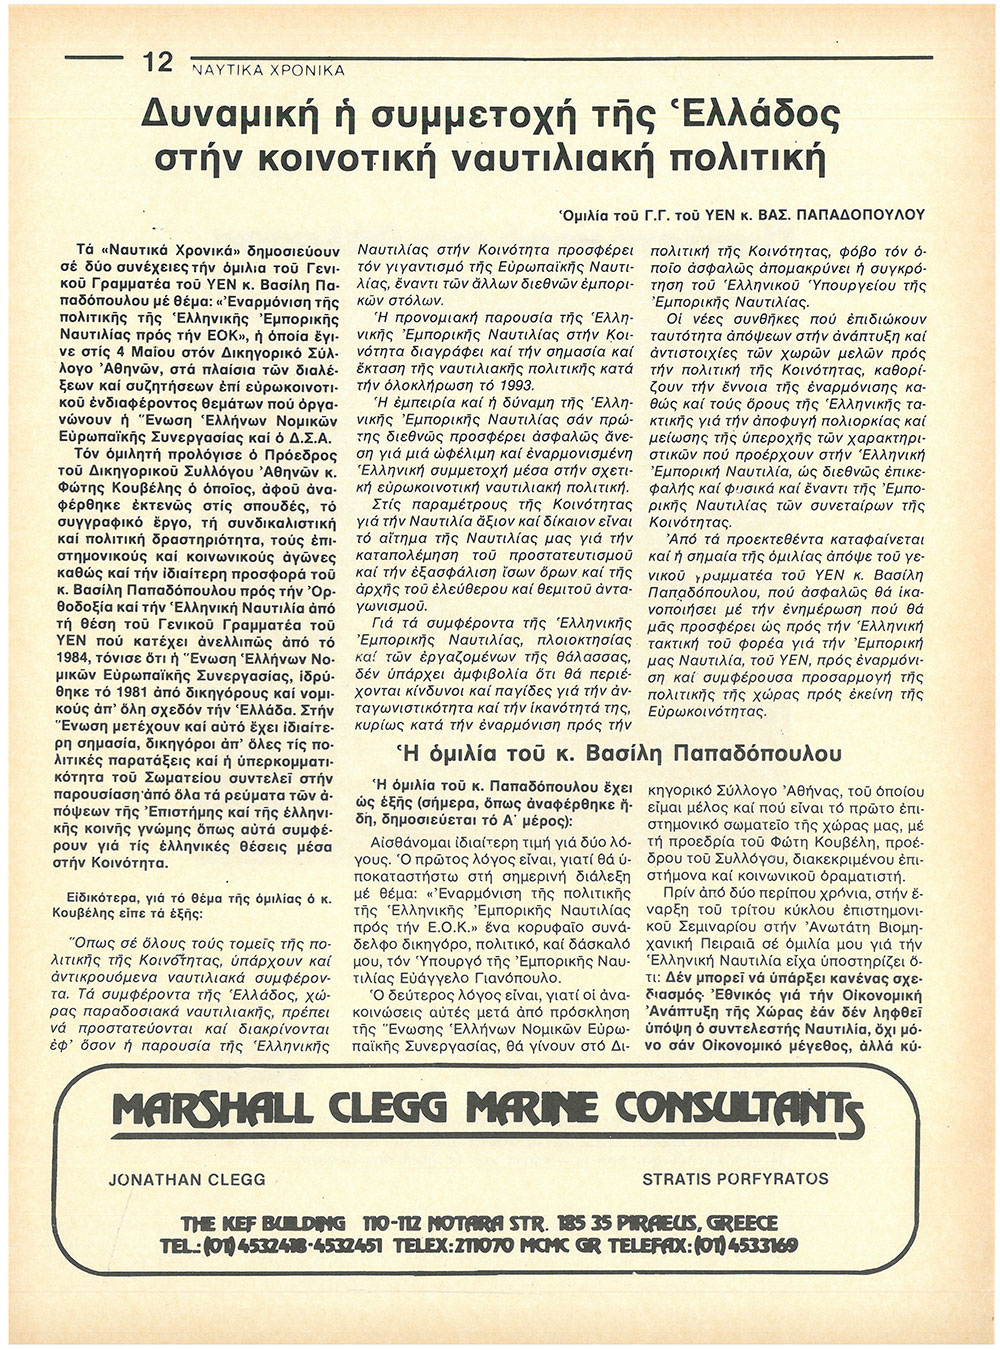 12
ΝΑΥΤΙΚΑ ΧΡΟΝΙΚΑ
Δυναμική ἡ συμμετοχή τῆς Ἑλλάδος
στήν κοινοτική ναυτιλιακή πολιτική
Ὁμιλία τοῦ Γ.Γ. τοῦ ΥΕΝ κ. ΒΑΣ. ΠΑΠΑΔΟΠΟΥΛΟΥ
Τά «Ναυτικά Χρονικά» δημοσιεύουν
σέ δύο συνέχειες τήν ὁμιλία τοῦ Γενι-
κοῦ Γραμματέα τοῦ ΥΕΝ κ. Βασίλη Πα-
παδόπουλου μέ θέμα: «Ἐναρμόνιση τῆς
πολιτικῆς τῆς Ἑλληνικῆς Ἐμπορικῆς
Ναυτιλίας πρός τήν ΕΟΚ», ἡ ὁποία ἔγι-
νε στίς 4 Μαΐου στόν Δικηγορικό Σύλ-
λογο Ἀθηνῶν, στά πλαίσια τῶν διαλέ-
ξεων καί συζητήσεων ἐπί εὐρωκοινοτι-
κοῦ ἐνδιαφέροντος θεμάτων πού ὀργα-
νώνουν ἡ Ἕνωση Ἑλλήνων Νομικῶν
Εὐρωπαϊκῆς Συνεργασίας καί ὁ Δ.Σ.Α.
Τόν ὁμιλητή προλόγισε ὁ Πρόεδρος
τοῦ Δικηγορικοῦ Συλλόγου Ἀθηνῶν κ.
Φώτης Κουβέλης ὁ ὁποῖος, ἀφοῦ ἀνα-
φέρθηκε ἐκτενῶς στίς σπουδές, τό
συγγραφικό ἔργο, τή συνδικαλιστική
καί πολιτική δραστηριότητα, τούς ἐπι-
στημονικούς καί κοινωνικούς ἀγῶνες
καθώς καί τήν ἰδιαίτερη προσφορά τοῦ
κ. Βασίλη Παπαδόπουλου πρός τήν Ὀρ-
θοδοξία καί τήν Ἑλληνική Ναυτιλία ἀπό
τή θέση τοῦ Γενικοῦ Γραμματέα τοῦ
ΥΕΝ πού κατέχει ἀνελλιπῶς ἀπό τό
1984, τόνισε ὅτι ἡ Ἕνωση Ἑλλήνων Νο-
μικῶν Εὐρωπαϊκῆς Συνεργασίας, ἱδρύ-
θηκε τό 1981 ἀπό δικηγόρους καί νομι-
κούς ἀπ' ὅλη σχεδόν τήν Ἑλλάδα. Στήν
Ἕνωση μετέχουν καί αὐτό ἔχει ἰδιαίτε-
ρη σημασία, δικηγόροι ἀπ' ὅλες τίς πο-
λιτικές παρατάξεις καί ἡ ὑπερκομματι-
κότητα τοῦ Σωματείου συντελεῖ στήν
παρουσίαση ἀπό ὅλα τά ρεύματα τῶν ἀ-
πόψεων τῆς Ἐπιστήμης καί τῆς ἑλληνι-
κῆς κοινῆς γνώμης ὅπως αὐτά συμφέ-
ρουν γιά τίς ἑλληνικές θέσεις μέσα
στήν Κοινότητα.
Εἰδικότερα, γιά τό θέμα τῆς ὁμιλίας ὁ κ.
Κουβέλης εἶπε τά ἑξῆς:
Ὅπως σέ ὅλους τούς τομεῖς τῆς πο-
λιτικῆς τῆς Κοινότητας, ὑπάρχουν καί
ἀντικρουόμενα ναυτιλιακά συμφέρον-
τα. Τά συμφέροντα τῆς Ἑλλάδος, χώ-
ρας παραδοσιακά ναυτιλιακῆς, πρέπει
νά προστατεύονται καί διακρίνονται
ἐφ' ὅσον ἡ παρουσία τῆς Ἑλληνικῆς
Ναυτιλίας στήν Κοινότητα προσφέρει
τόν γιγαντισμό τῆς Εὐρωπαϊκῆς Ναυτι-
λίας, ἔναντι τῶν ἄλλων διεθνῶν ἐμπορι-
κῶν στόλων.
Ἡ προνομιακή παρουσία τῆς Ἑλλη-
νικῆς Ἐμπορικῆς Ναυτιλίας στήν Κοι-
νότητα διαγράφει καί τήν σημασία καί
ἔκταση τῆς ναυτιλιακῆς πολιτικῆς κατά
τήν ὁλοκλήρωση τό 1993.
Ἡ ἐμπειρία καί ἡ δύναμη τῆς Ἑλλη-
νικῆς Ἐμπορικῆς Ναυτιλίας σάν πρώ-
της διεθνῶς προσφέρει ἀσφαλῶς ἄνε-
ση γιά μιά ὠφέλιμη καί ἐναρμονισμένη
Ἑλληνική συμμετοχή μέσα στήν σχετι-
κή εὐρωκοινοτική ναυτιλιακή πολιτική.
Στίς παραμέτρους τῆς Κοινότητας
γιά τήν Ναυτιλία ἄξιον καί δίκαιον εἶναι
τό αἴτημα τῆς Ναυτιλίας μας γιά τήν
καταπολέμηση τοῦ προστατευτισμοῦ
καί τήν ἐξασφάλιση ἴσων ὅρων καί τῆς
ἀρχῆς τοῦ ἐλεύθερου καί θεμιτοῦ ἀντα-
γωνισμοῦ.
Γιά τά συμφέροντα τῆς Ἑλληνικῆς
Ἐμπορικῆς Ναυτιλίας, πλοιοκτησίας
καί τῶν ἐργαζομένων τῆς θάλασσας,
δέν ὑπάρχει ἀμφιβολία ὅτι θά περιέ-
χονται κίνδυνοι καί παγίδες γιά τήν ἀν-
ταγωνιστικότητα καί τήν ἱκανότητά της,
κυρίως κατά τήν ἐναρμόνιση πρός τήν
πολιτική τῆς Κοινότητας, φόβο τόν ὁ-
ποῖο ἀσφαλῶς ἀπομακρύνει ἡ συγκρό-
τηση τοῦ Ἑλληνικοῦ Ὑπουργείου τῆς
Ἐμπορικῆς Ναυτιλίας.
Οἱ νέες συνθῆκες πού ἐπιδιώκουν
ταυτότητα ἀπόψεων στήν ἀνάπτυξη καί
ἀντιστοιχίες τῶν χωρῶν μελῶν πρός
τήν πολιτική τῆς Κοινότητας, καθορί-
ζουν τήν ἔννοια τῆς ἐναρμόνισης κα-
θώς καί τούς ὅρους τῆς Ἑλληνικῆς τα-
κτικῆς γιά τήν ἀποφυγή πολιορκίας καί
μείωσης τῆς ὑπεροχῆς τῶν χαρακτηρι-
στικῶν πού προέρχουν στήν Ἑλληνική
Ἐμπορική Ναυτιλία, ὡς διεθνῶς ἐπικε-
φαλῆς καί φυσικά καί ἔναντι τῆς Ἐμπο-
ρικῆς Ναυτιλίας τῶν συνεταίρων τῆς
Κοινότητας.
Ἀπό τά προεκτεθέντα καταφαίνεται
καί ἡ σημαία τῆς ὁμιλίας ἀπόψε τοῦ γε-
νικοῦ γραμματέα τοῦ ΥΕΝ κ. Βασίλη
Παπαδόπουλου, πού ἀσφαλῶς θά ἱκα-
νοποιήσει μέ τήν ἐνημέρωση πού θά
μᾶς προσφέρει ὡς πρός τήν Ἑλληνική
τακτική τοῦ φορέα γιά τήν Ἐμπορική
μας Ναυτιλία, τοῦ ΥΕΝ, πρός ἐναρμόνι-
ση καί συμφέρουσα προσαρμογή τῆς
πολιτικῆς τῆς χώρας πρός ἐκείνη τῆς
Εὐρωκοινότητας.
Ἡ ὁμιλία τοῦ κ. Βασίλη Παπαδόπουλου
Ἡ ὁμιλία τοῦ κ. Παπαδόπουλου ἔχει
ὡς ἑξῆς (σήμερα, ὅπως ἀναφέρθηκε ἤ-
δη, δημοσιεύεται τό Α' μέρος):
Αἰσθάνομαι ἰδιαίτερη τιμή γιά δύο λό-
γους. Ὁ πρῶτος λόγος εἶναι, γιατί θά ὑ-
ποκαταστήσω στή σημερινή διάλεξη
μέ θέμα: «Ἐναρμόνιση τῆς πολιτικῆς
τῆς Ἑλληνικῆς Ἐμπορικῆς Ναυτιλίας
πρός τήν Ε.Ο.Κ.» ἕνα κορυφαῖο συνά-
δελφο δικηγόρο, πολιτικό, καί δάσκαλό
μου, τόν Ὑπουργό τῆς Ἐμπορικῆς Ναυ-
τιλίας Εὐάγγελο Γιανόπουλο.
Ὁ δεύτερος λόγος εἶναι, γιατί οἱ ἀνα-
κοινώσεις αὐτές μετά ἀπό πρόσκληση
τῆς Ἕνωσης Ἑλλήνων Νομικῶν Εὐρω-
παϊκῆς Συνεργασίας, θά γίνουν στό Δι-
κηγορικό Σύλλογο Ἀθήνας, τοῦ ὁποίου
εἶμαι μέλος καί πού εἶναι τό πρῶτο ἐπι-
στημονικό σωματεῖο τῆς χώρας μας, μέ
τή προεδρία τοῦ Φώτη Κουβέλη, προέ-
δρου τοῦ Συλλόγου, διακεκριμένου ἐπι-
στήμονα καί κοινωνικοῦ ὁραματιστή.
Πρίν ἀπό δύο περίπου χρόνια, στήν ἔ-
ναρξη τοῦ τρίτου κύκλου ἐπιστημονι-
κοῦ Σεμιναρίου στήν Ἀνωτάτη Βιομη-
χανική Πειραιᾶ σέ ὁμιλία μου γιά τήν
Ἑλληνική Ναυτιλία εἶχα ὑποστηρίζει ὅ-
τι: Δέν μπορεῖ νά ὑπάρξει κανένας σχε-
διασμός Ἐθνικός γιά τήν Οἰκονομική
Ἀνάπτυξη τῆς Χώρας ἐάν δέν ληφθεῖ
ὑπόψη ὁ συντελεστής Ναυτιλία, ὄχι μό-
νο σάν Οἰκονομικό μέγεθος, ἀλλά κύ-
MARSHALL CLEGG MARINE CONSULTANTS
JONATHAN CLEGG
STRATIS PORFYRATOS
THE KEF BUILDING 110-112 NOTARA STR. 185 35 PIRAEUS, GREECE
TEL.: (01) 4532418-4532451 TELEX: 211070 MCMC GR TELEFAX: (01) 4533169